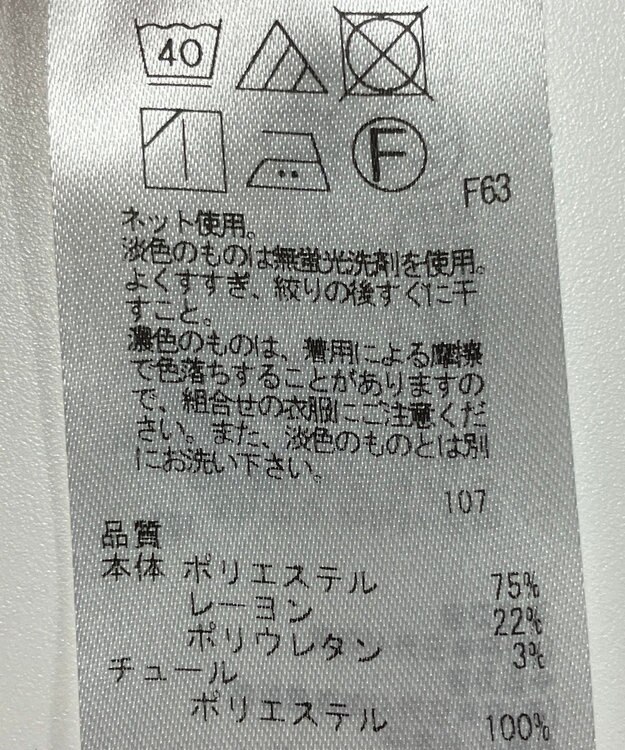 40
F
F63
ネット使用。
淡色のものは無蛍光洗剤を使用。
よくすすぎ、絞りの後すぐに干
すこと。
濃色のものは、着用による摩擦
で色落ちすることがありますの
で、組合せの衣服にご注意くだ
さい。また、淡色のものとは別
にお洗い下さい。
107
品質
本体 ポリエステル 75%
レーヨン 22%
ポリウレタン 3%
チュール
ポリエステル 100%